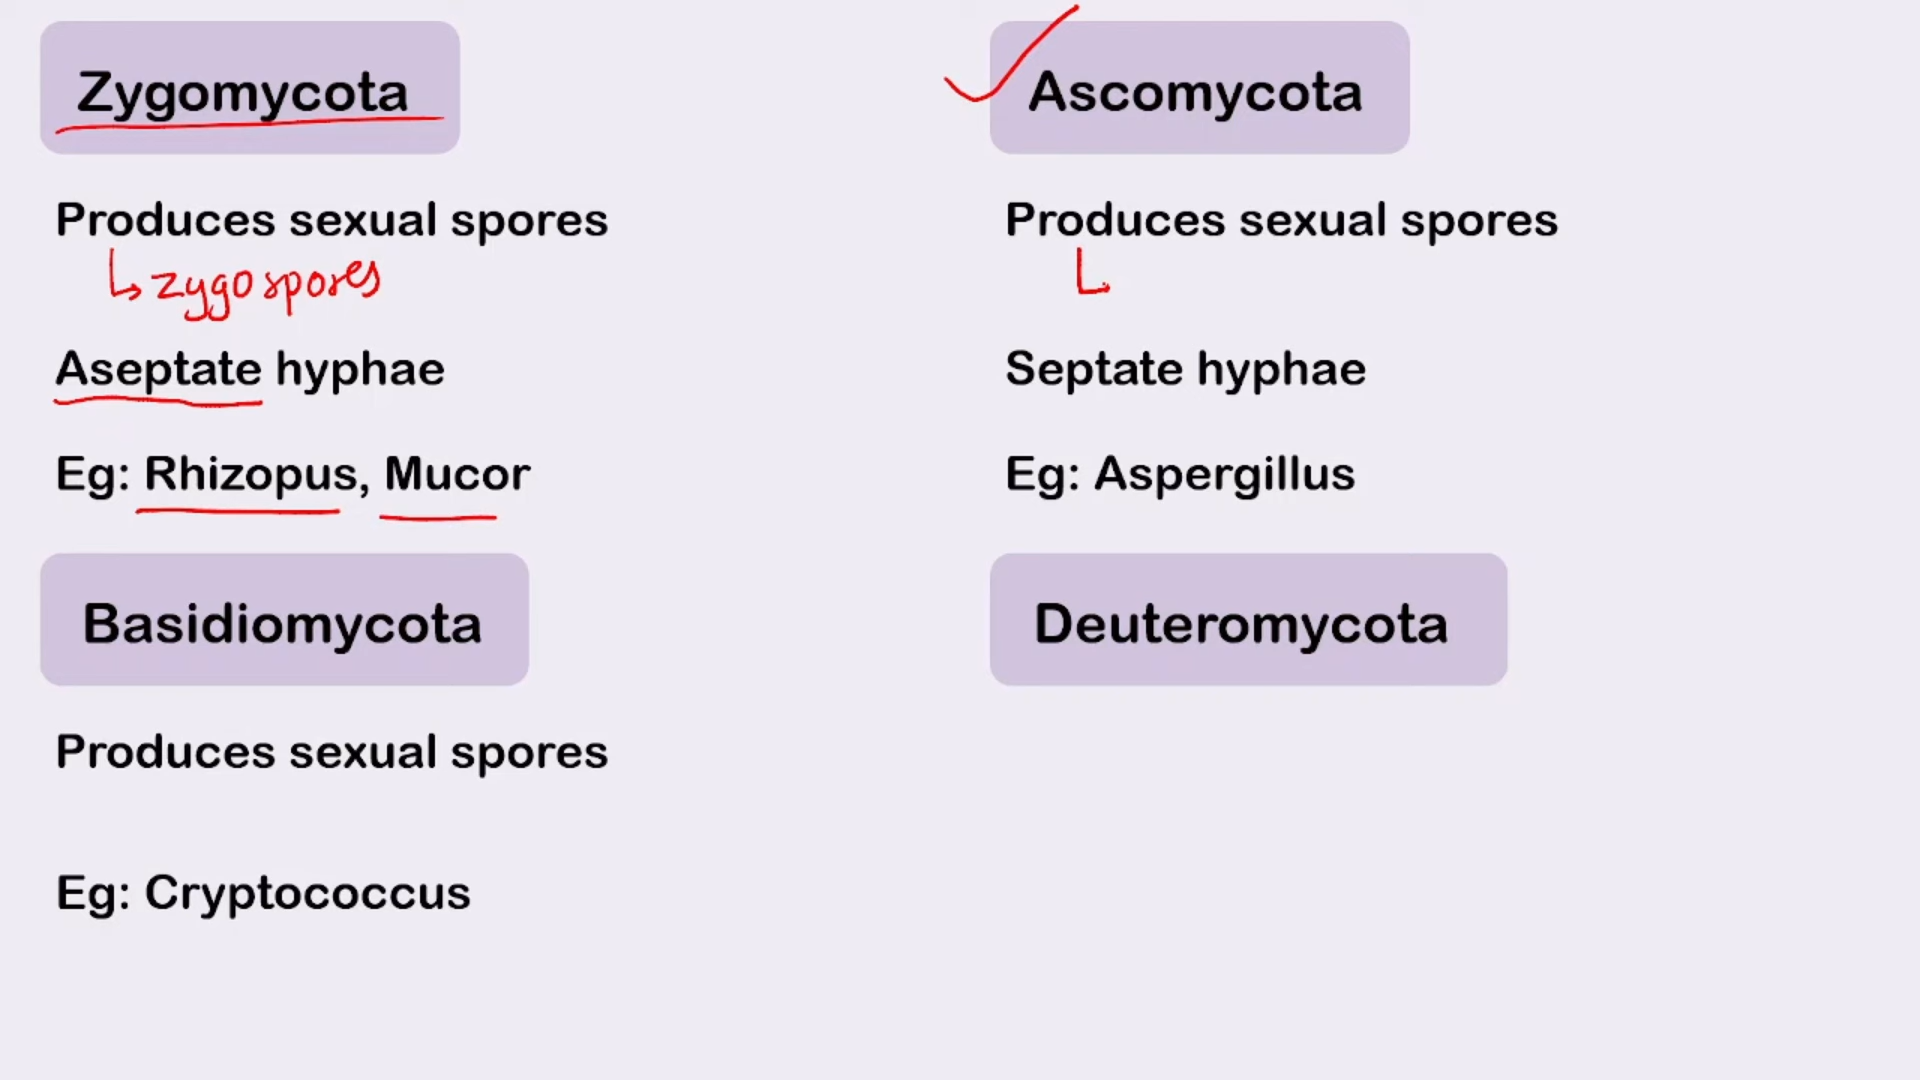 Zygomycota
Produces sexual spores
zygospores
Aseptate hyphae
Eg: Rhizopus, Mucor
Ascomycota
Produces sexual spores
Septate hyphae
Eg: Aspergillus
Basidiomycota
Produces sexual spores
Eg: Cryptococcus
Deuteromycota